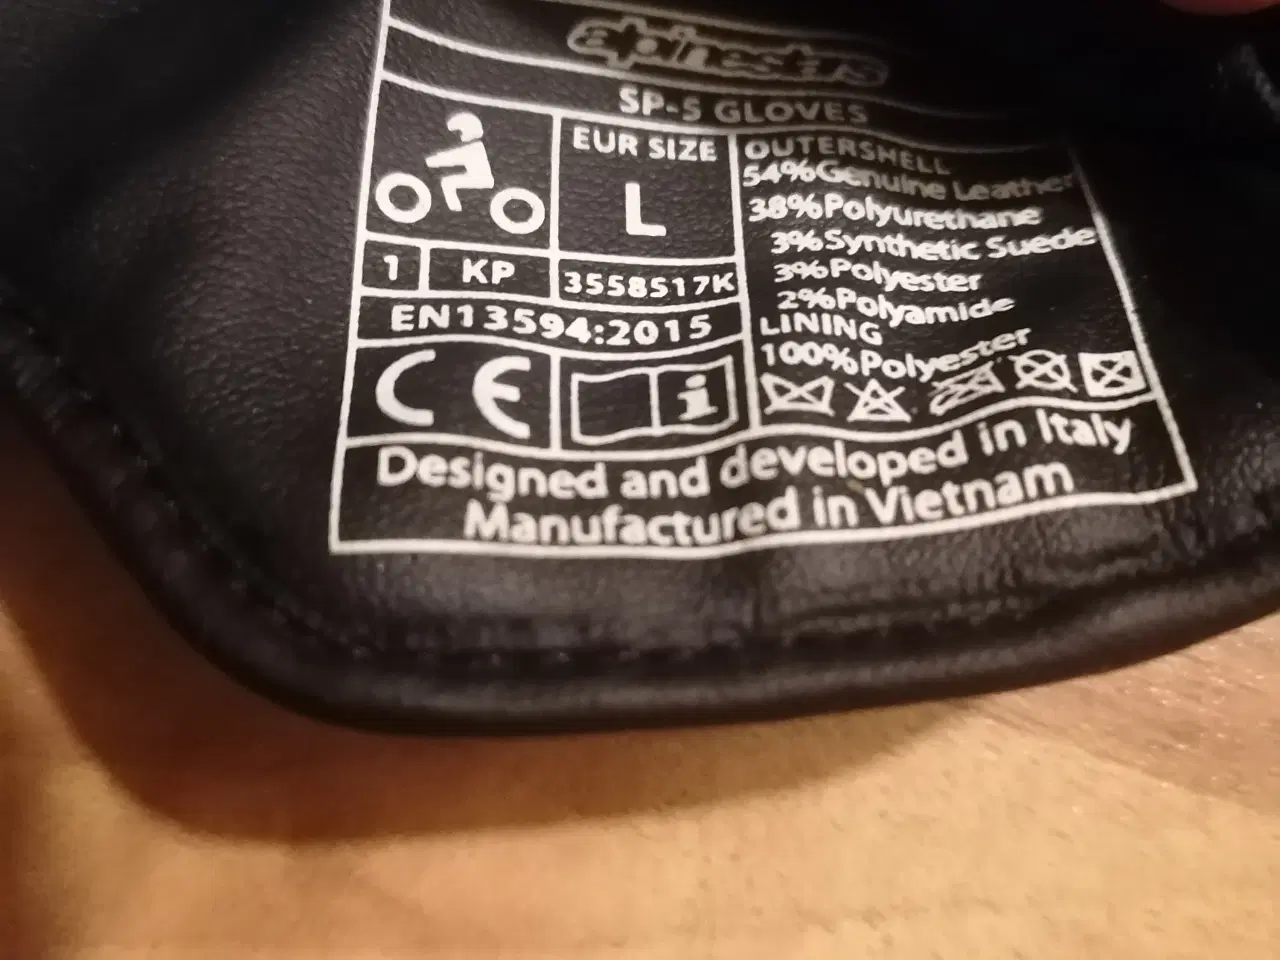 alpinestars
SP-S GLOVES
EUR SIZE
L
1 KP 3558517K
EN13594:2015
CE
i
OUTERSHELL
54%Genuine Leather
38%Polyurethane
3%Synthetic Suede
3%Polyester
2%Polyamide
LINING
100%Polyester
Designed and developed in Italy
Manufactured in Vietnam